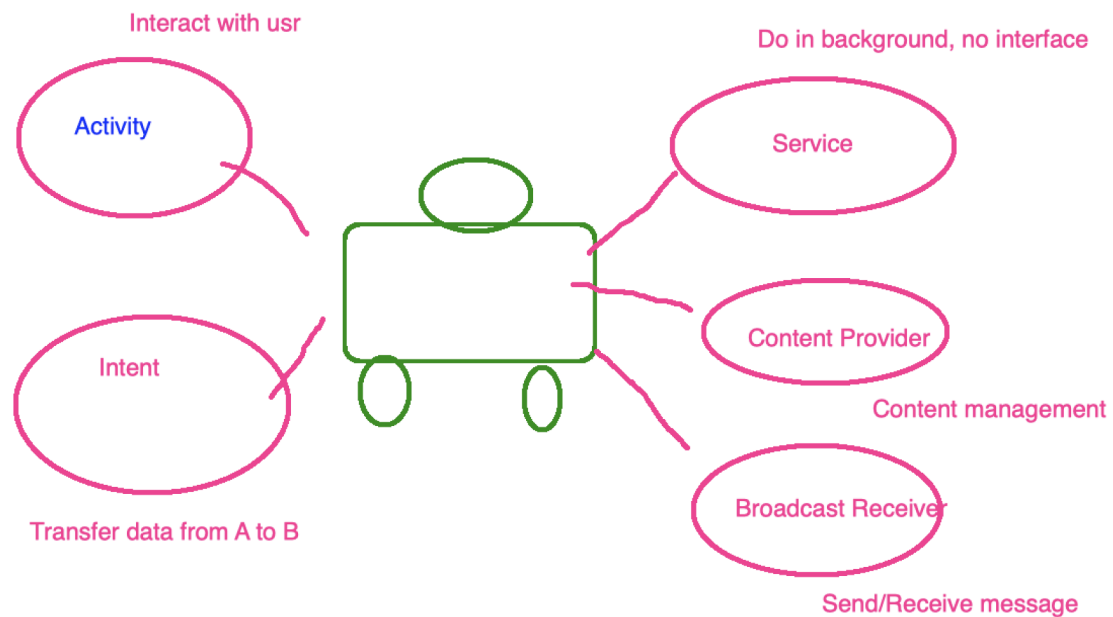 Interact with usr
Activity
Intent
Transfer data from A to B
Do in background, no interface
Service
Content Provider
Content management
Broadcast Receiver
Send/Receive message